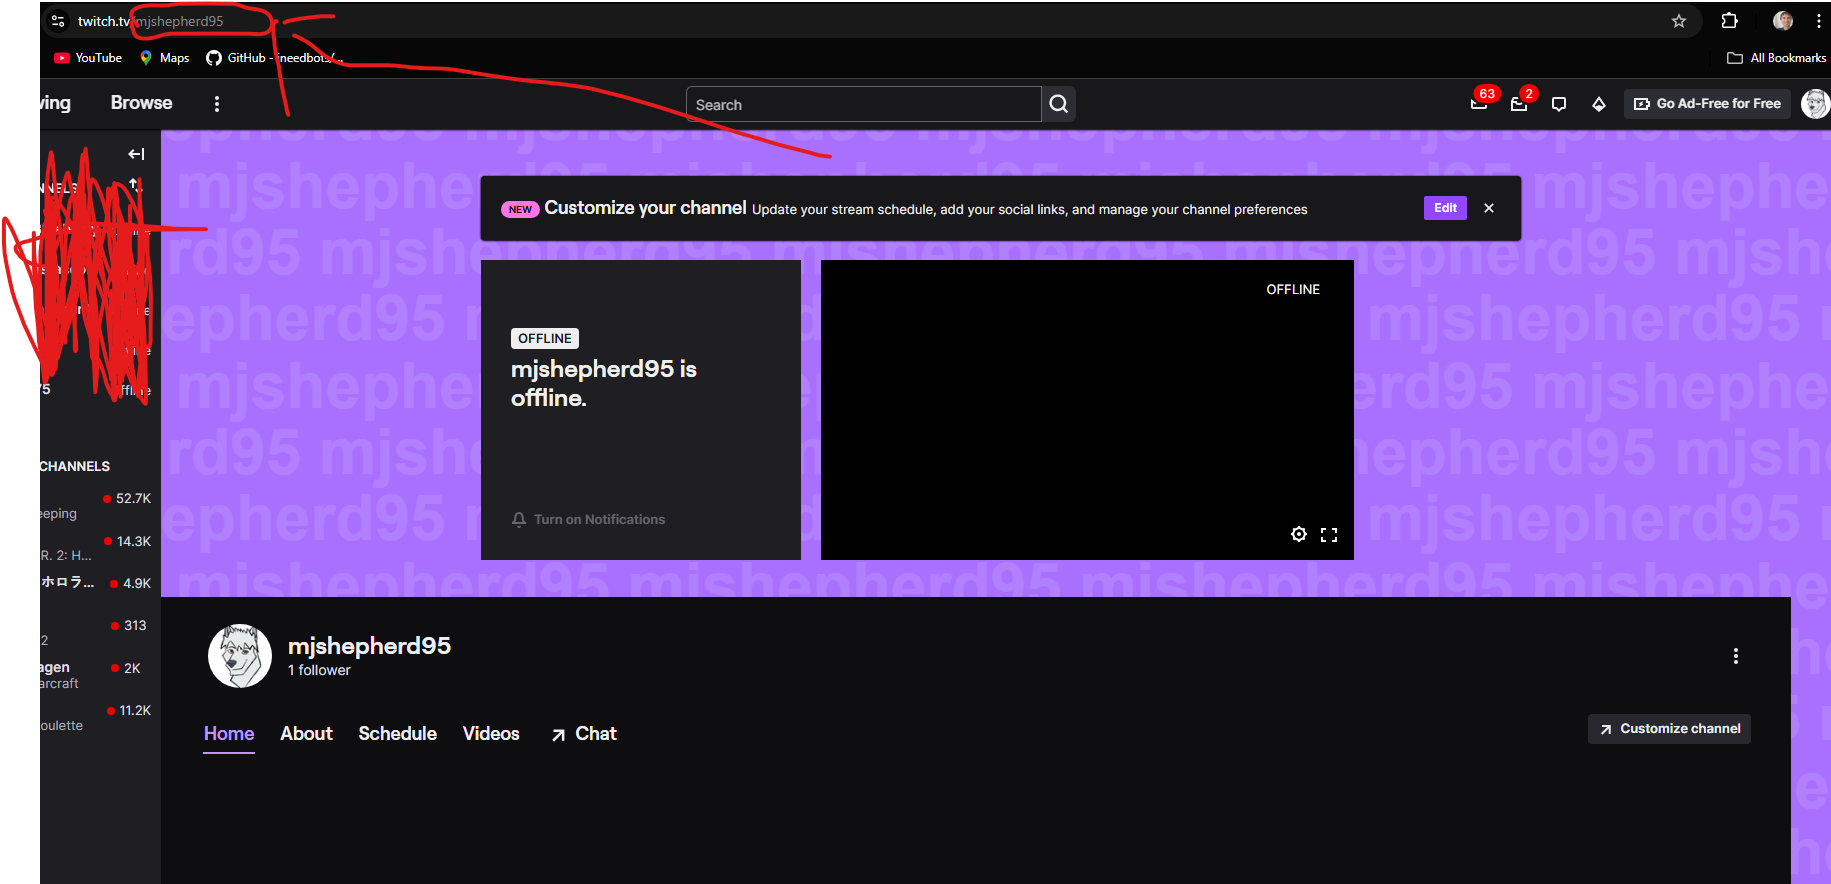 twitch.tv/mjshepherd95
YouTube Maps GitHub - ineedbots/...
All Bookmarks
ving Browse
Search
63 2
Go Ad-Free for Free
NNELS
NEW Customize your channel Update your stream schedule, add your social links, and manage your channel preferences
Edit
mjshepherd95 mjshepherd95 mjshepherd95 mjshepherd95
OFFLINE
OFFLINE
mjshepherd95 is
offline.
Turn on Notifications
CHANNELS
52.7K
eeping
14.3K
R. 2: H...
ホロラ... 4.9K
313
2
agen 2K
arcraft
11.2K
oulette
mjshepherd95
1 follower
Home About Schedule Videos Chat
Customize channel